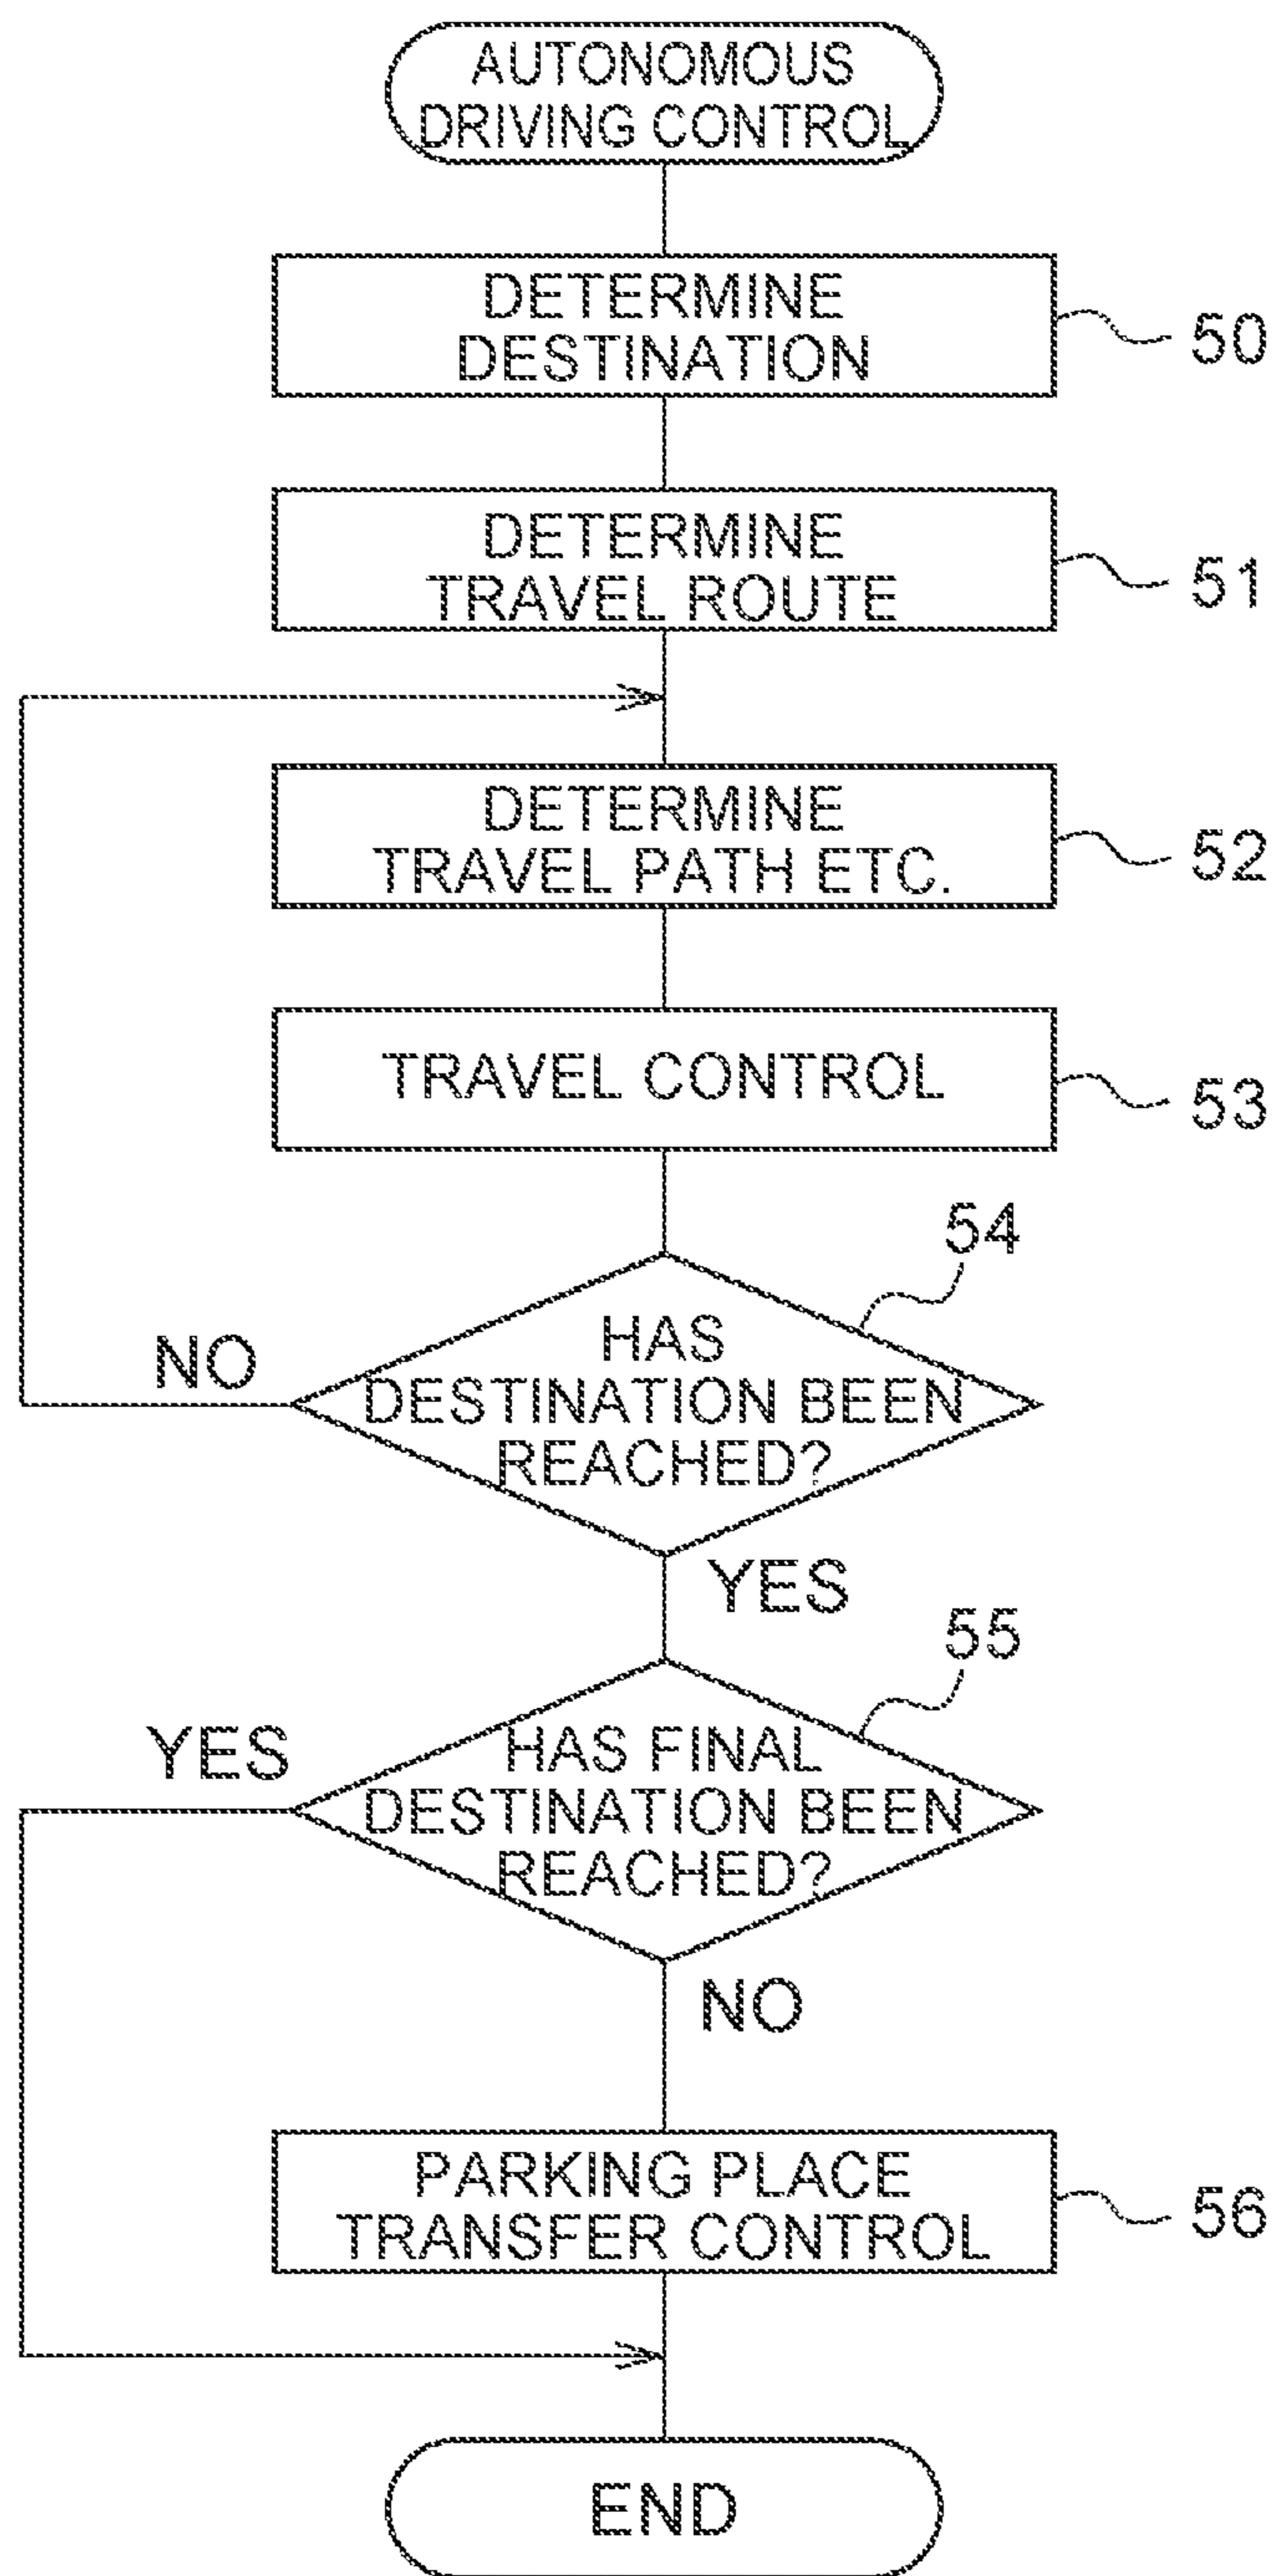 AUTONOMOUS
DRIVING CONTROL
DETERMINE
DESTINATION
50
DETERMINE
TRAVEL ROUTE
51
DETERMINE
TRAVEL PATH ETC.
52
TRAVEL CONTROL
53
54
HAS
DESTINATION BEEN
REACHED?
NO
YES
55
HAS FINAL
DESTINATION BEEN
REACHED?
YES
NO
PARKING PLACE
TRANSFER CONTROL
56
END